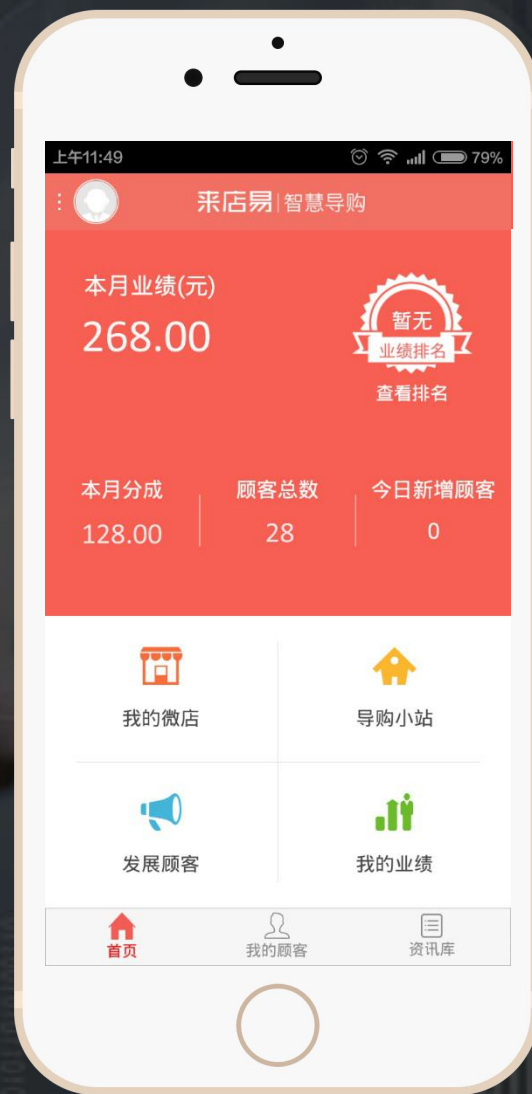 上午11:49
79%
来店易|智慧导购
本月业绩(元)
268.00
暂无
业绩排名
查看排名
本月分成
顾客总数
今日新增顾客
128.00
28
0
我的微店
导购小站
发展顾客
我的业绩
首页
我的顾客
资讯库